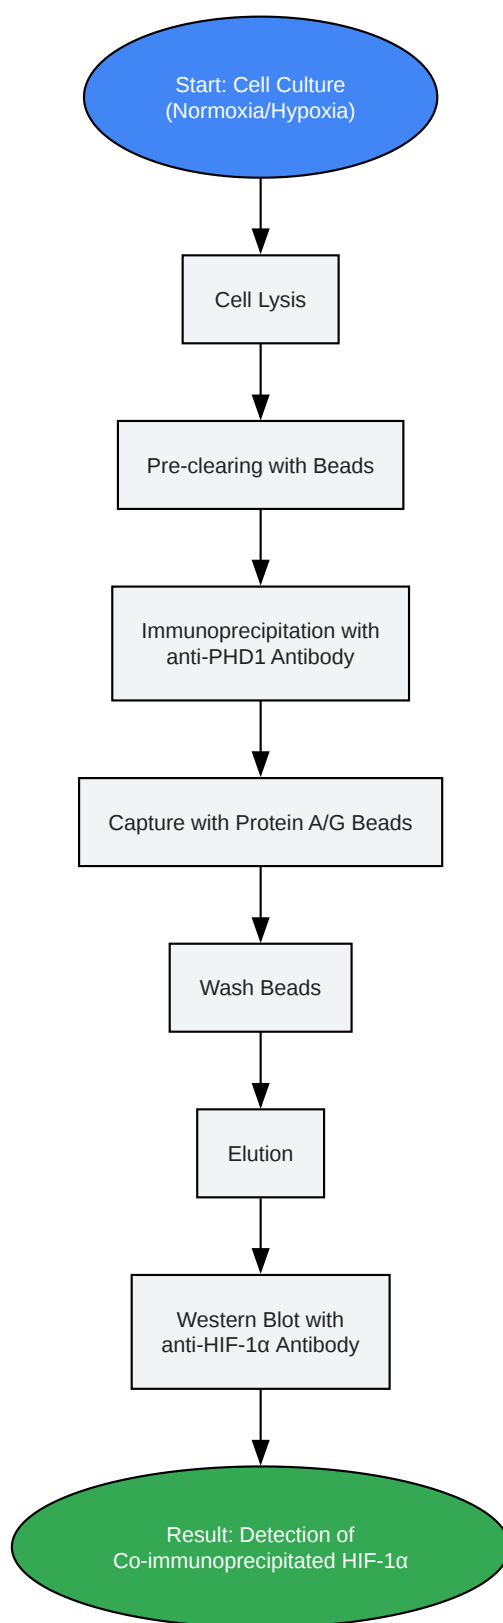 Start: Cell Culture
(Normoxia/Hypoxia)
Cell Lysis
Pre-clearing with Beads
Immunoprecipitation with
anti-PHD1 Antibody
Capture with Protein A/G Beads
Wash Beads
Elution
Western Blot with
anti-HIF-1α Antibody
Result: Detection of
Co-immunoprecipitated HIF-1α